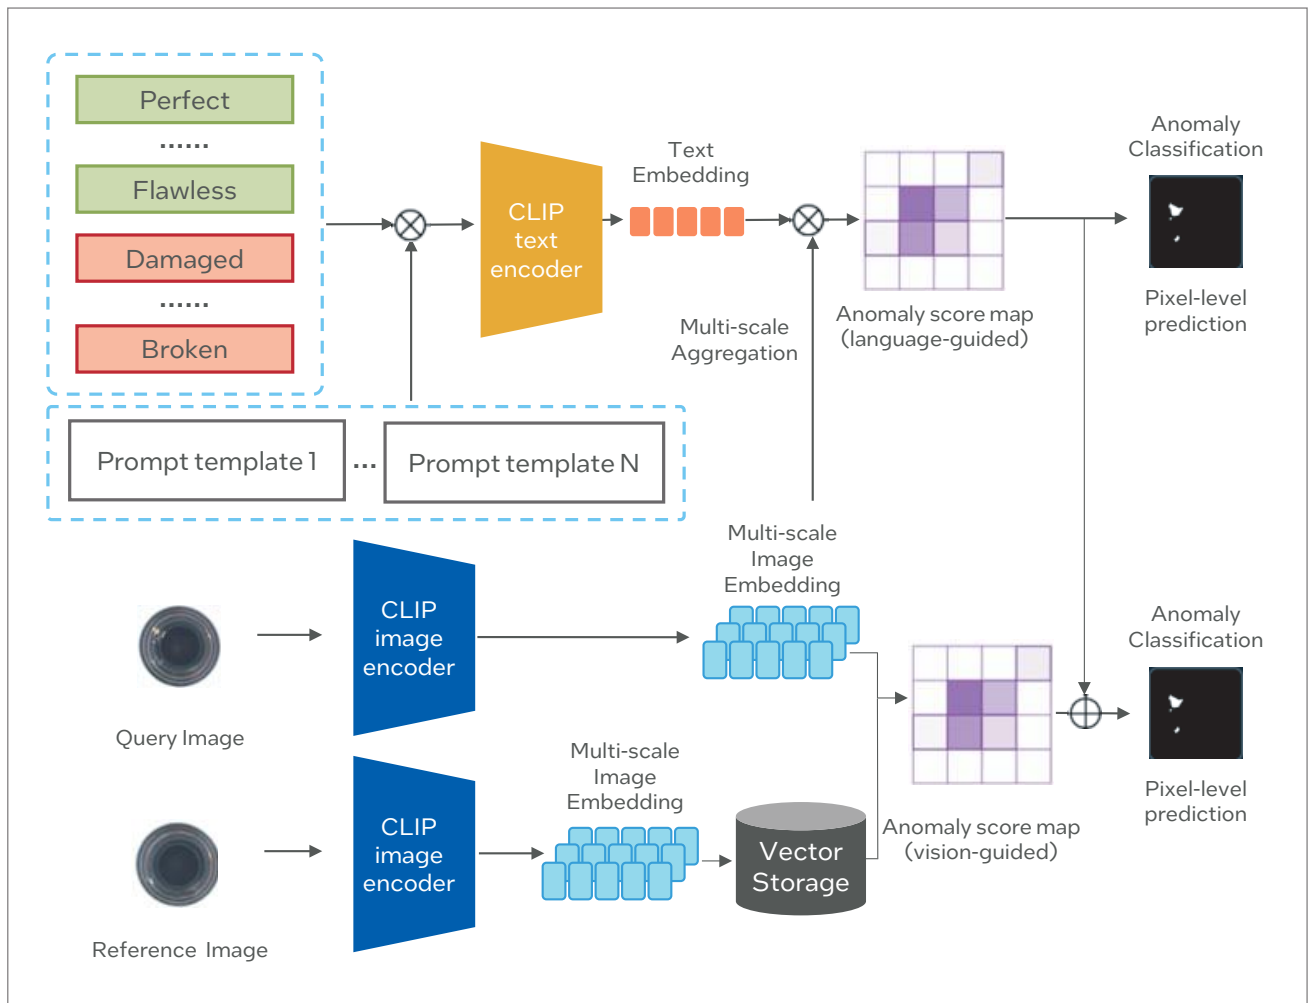 Perfect
......
Flawless
Damaged
......
Broken
Prompt template 1
...
Prompt template N
CLIP
text
encoder
Text
Embedding
Multi-scale
Aggregation
Anomaly score map
(language-guided)
Anomaly
Classification
Pixel-level
prediction
Query Image
CLIP
image
encoder
Multi-scale
Image
Embedding
Reference Image
CLIP
image
encoder
Multi-scale
Image
Embedding
Vector
Storage
Anomaly score map
(vision-guided)
Anomaly
Classification
Pixel-level
prediction